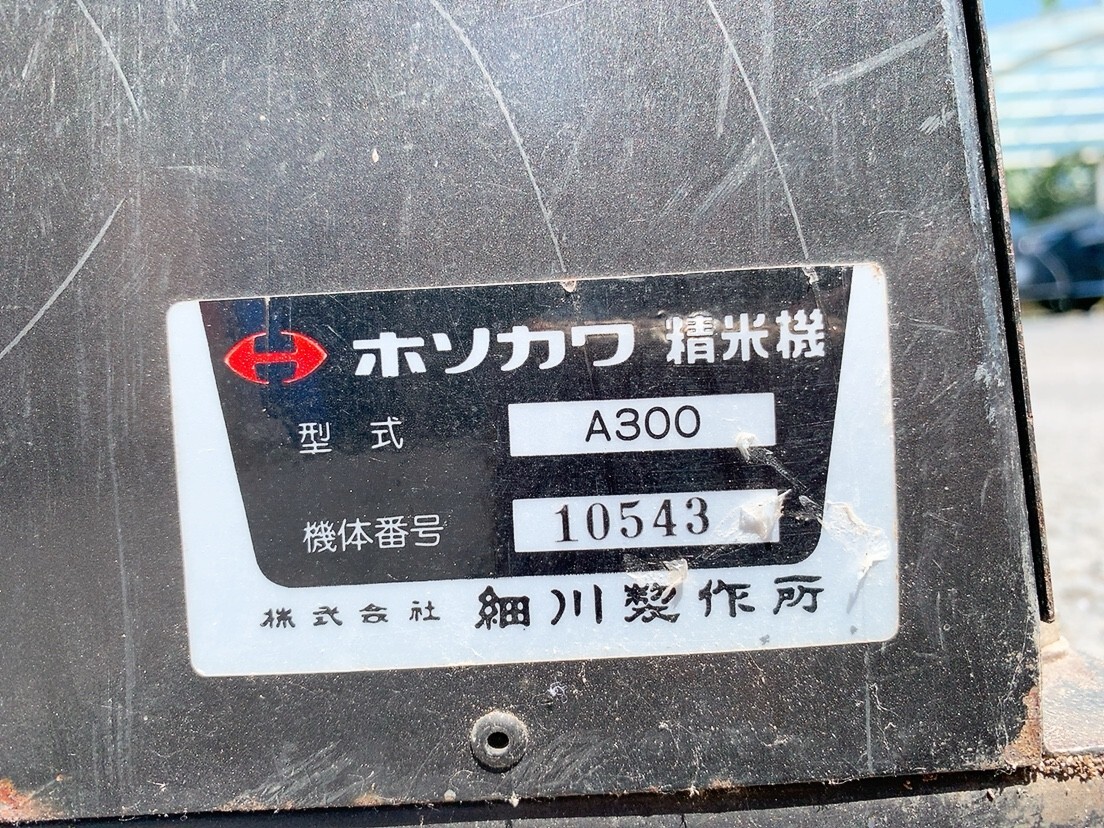 ホソカワ 精米機
型式 A300
機体番号 10543
株式会社 細川製作所